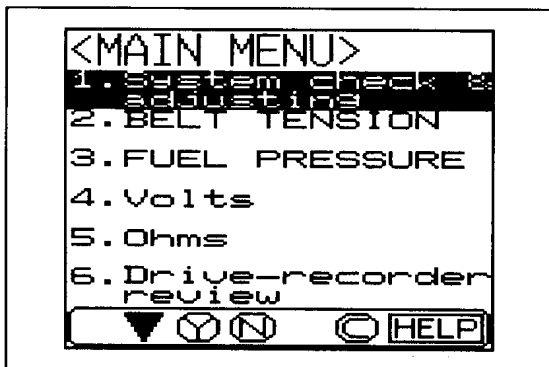 <MAIN MENU>
1.System check &
adjusting
2.BELT TENSION
3.FUEL PRESSURE
4.Volts
5.Ohms
6.Drive-recorder
review
Y N C HELP